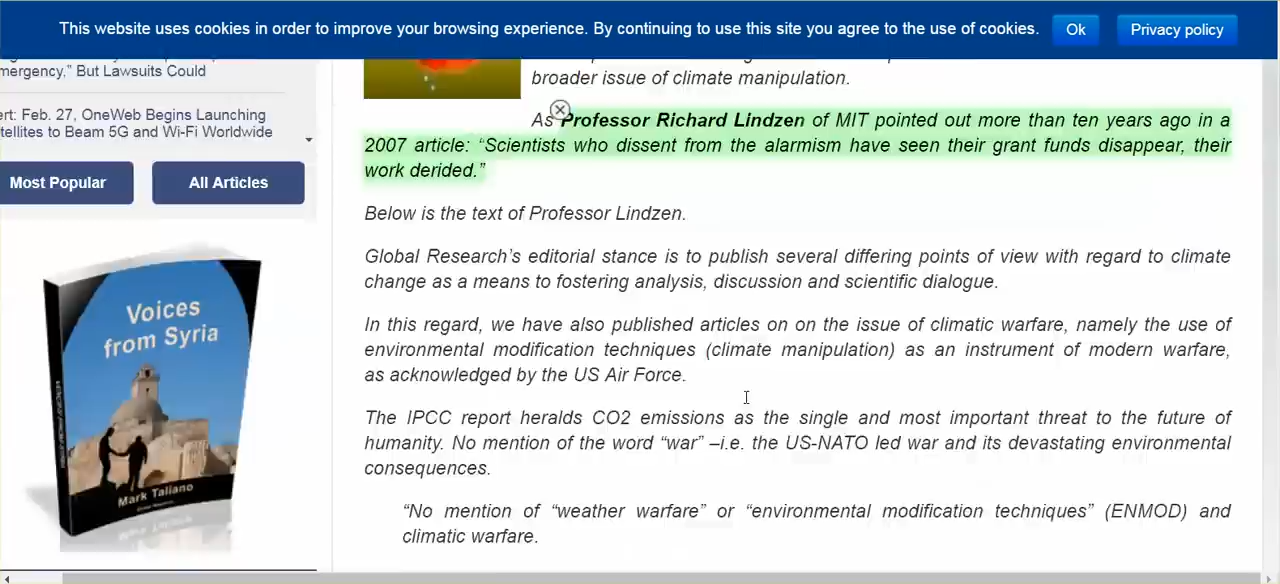 This website uses cookies in order to improve your browsing experience. By continuing to use this site you agree to the use of cookies.
Ok
Privacy policy
mergency,” But Lawsuits Could
ert: Feb. 27, OneWeb Begins Launching
tellites to Beam 5G and Wi-Fi Worldwide
Most Popular
All Articles
Voices
from Syria
Mark Taliano
broader issue of climate manipulation.
As Professor Richard Lindzen of MIT pointed out more than ten years ago in a
2007 article: “Scientists who dissent from the alarmism have seen their grant funds disappear, their
work derided.”
Below is the text of Professor Lindzen.
Global Research’s editorial stance is to publish several differing points of view with regard to climate
change as a means to fostering analysis, discussion and scientific dialogue.
In this regard, we have also published articles on on the issue of climatic warfare, namely the use of
environmental modification techniques (climate manipulation) as an instrument of modern warfare,
as acknowledged by the US Air Force.
The IPCC report heralds CO2 emissions as the single and most important threat to the future of
humanity. No mention of the word “war” –i.e. the US-NATO led war and its devastating environmental
consequences.
“No mention of “weather warfare” or “environmental modification techniques” (ENMOD) and
climatic warfare.